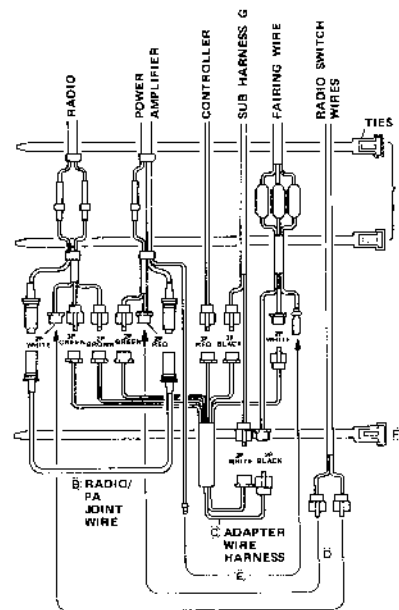 RADIO
POWER
AMPLIFIER
CONTROLLER
SUB HARNESS G
FAIRING WIRE
RADIO SWITCH
WIRES
TIES
WHITE
GREEN
BROWN
GREEN
RED
RED
BLACK
WHITE
WHITE
BLACK
B RADIO/
PA
JOINT
WIRE
C ADAPTER
WIRE
HARNESS
D
E